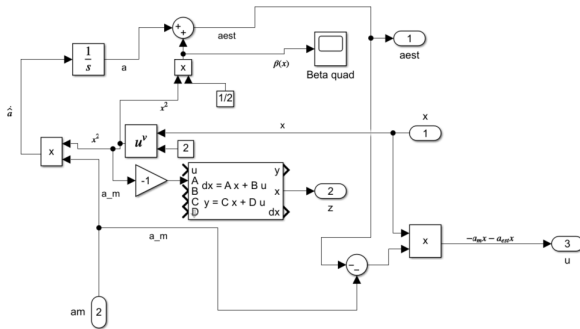 aest
1
aest
1
s
a
+
+
x
β(x)
Beta quad
1/2
x²
x
1
x
x²
x
u^v
2
a_m
-1
u
A
B
C
D
dx = A x + B u
y = C x + D u
y
x
dx
2
z
a_m
am
2
−
−
x
−a_m x − a_est x
3
u